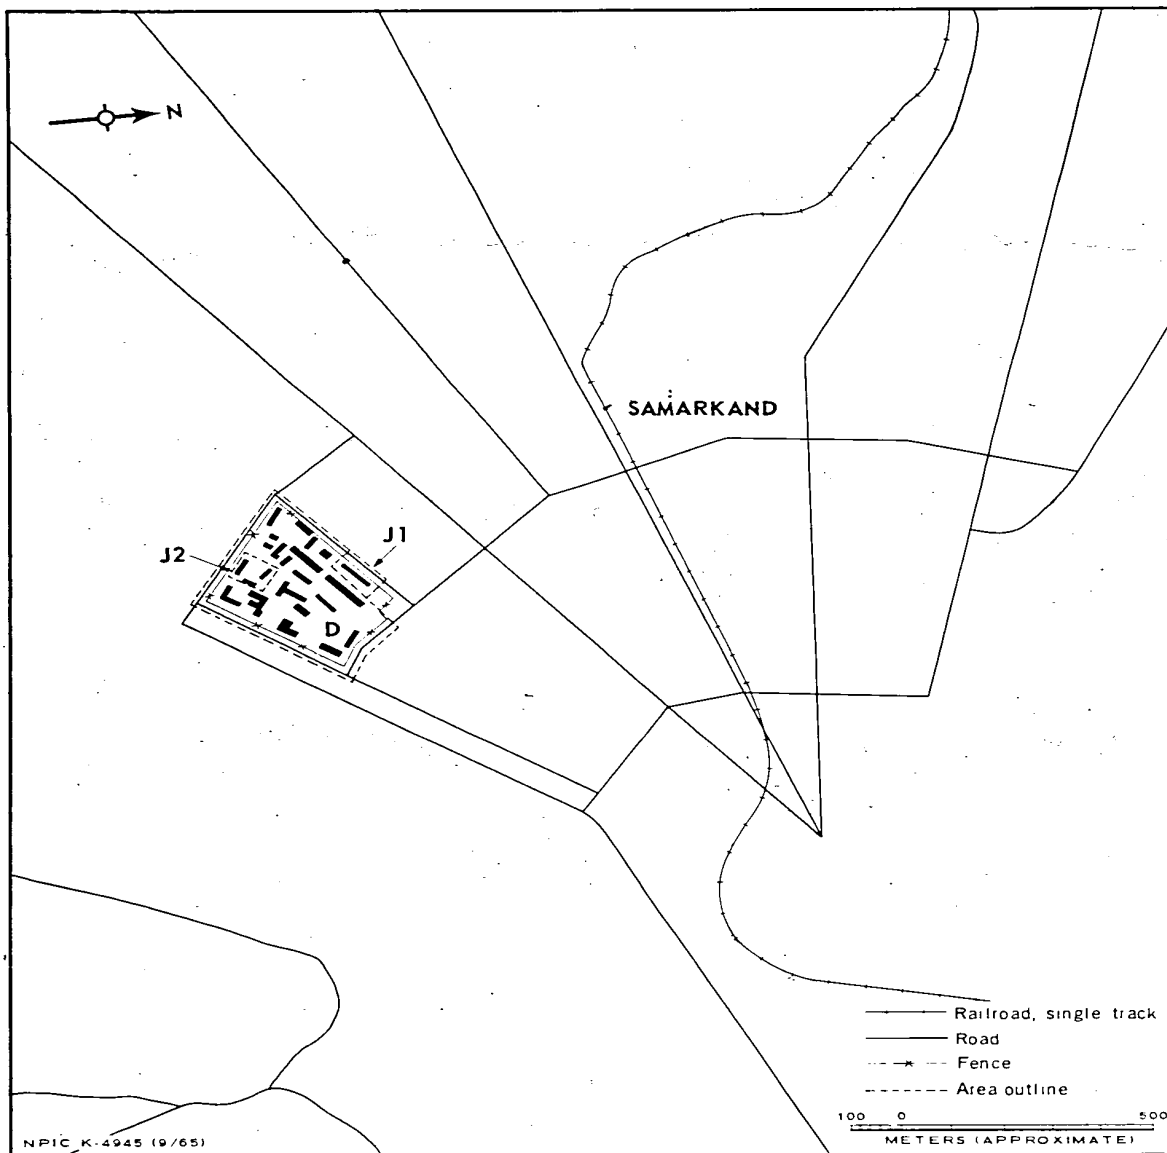 N
SAMARKAND
J1
J2
D
Railroad, single track
Road
Fence
Area outline
100 0 500
METERS (APPROXIMATE)
NPIC K-4945 (9/65)